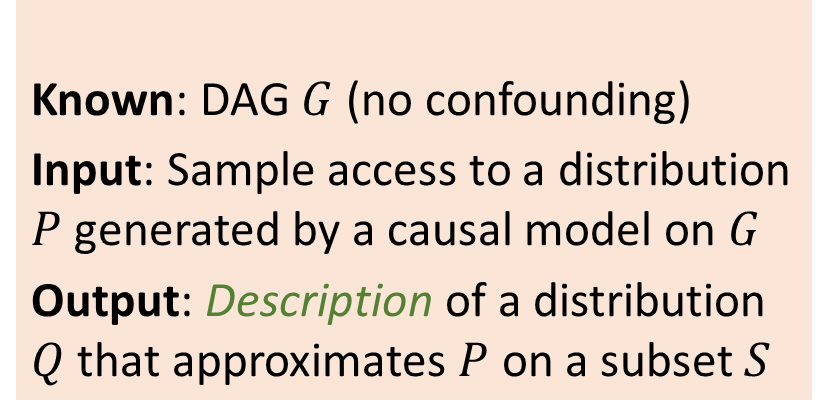 Known: DAG G (no confounding)
Input: Sample access to a distribution
P generated by a causal model on G
Output: Description of a distribution
Q that approximates P on a subset S